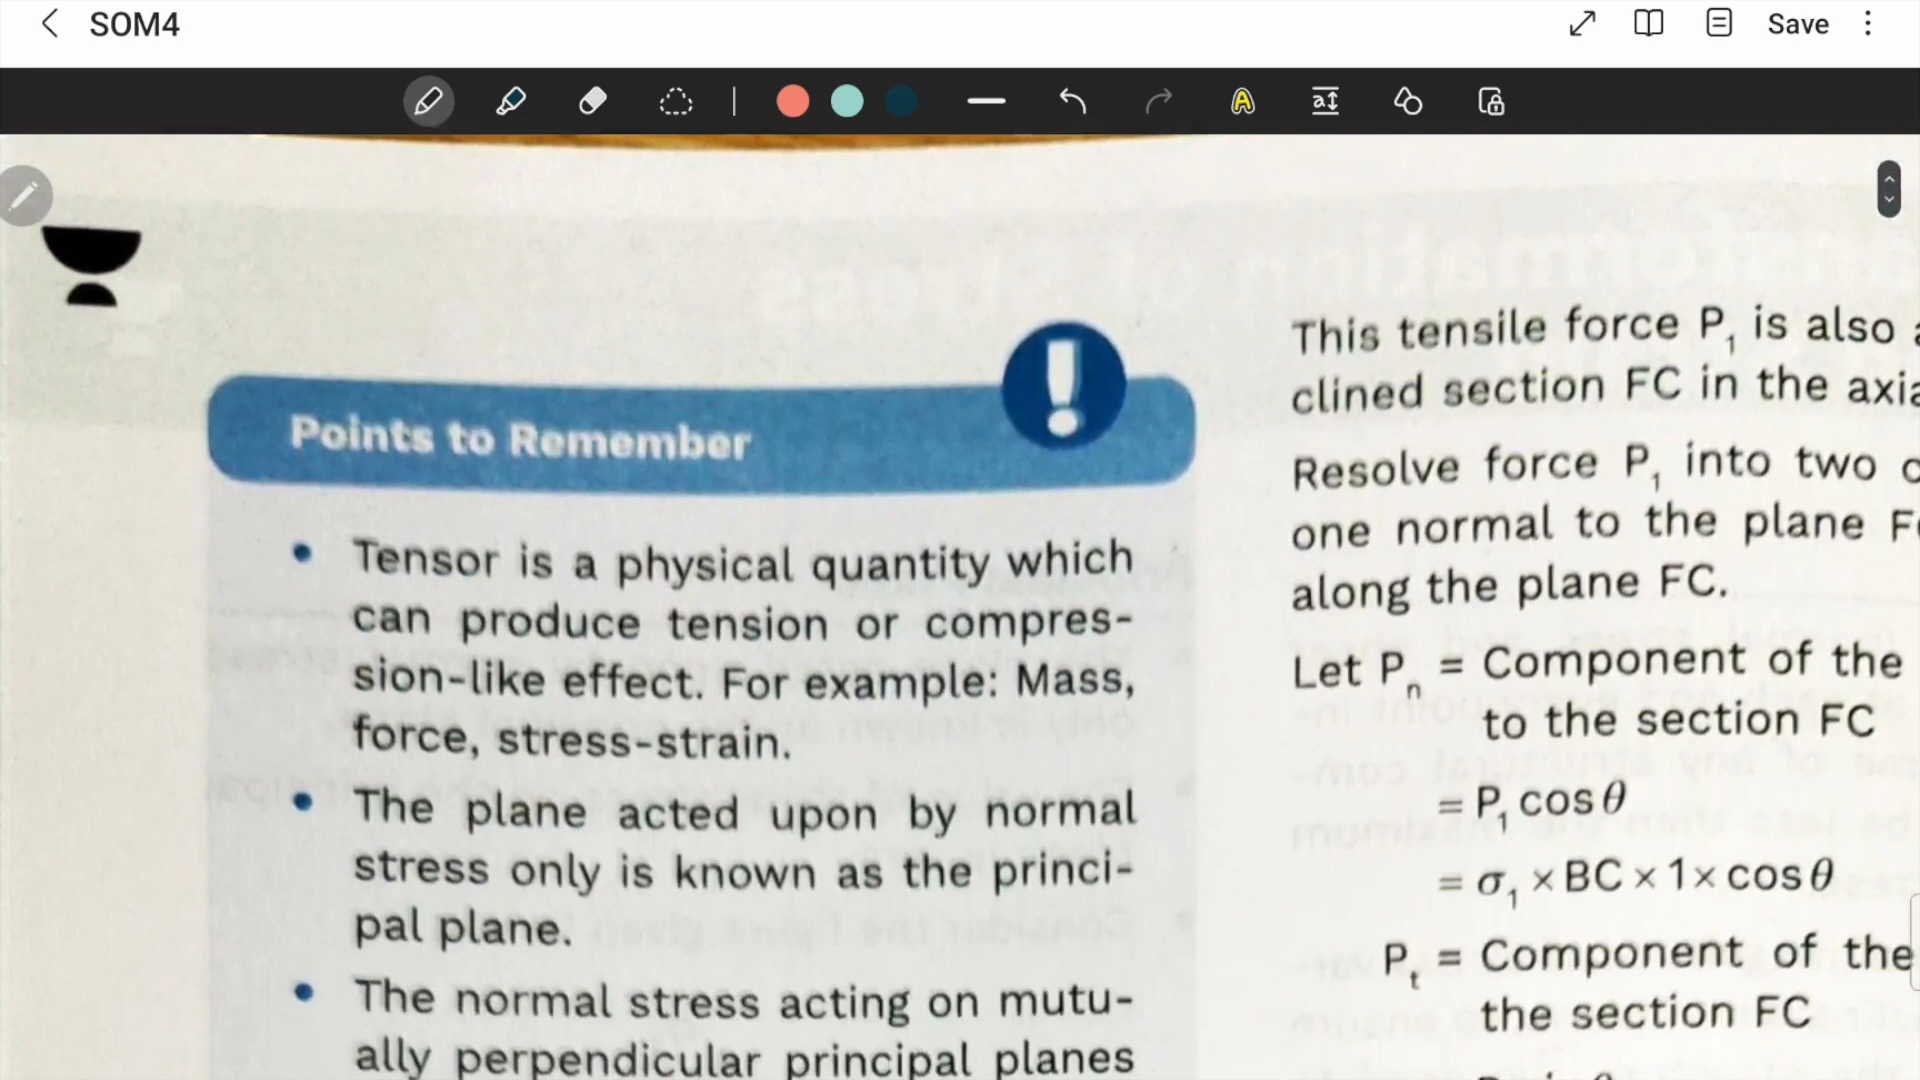 SOM4
Save
Points to Remember
• Tensor is a physical quantity which
can produce tension or compres-
sion-like effect. For example: Mass,
force, stress-strain.
• The plane acted upon by normal
stress only is known as the princi-
pal plane.
• The normal stress acting on mutu-
ally perpendicular principal planes
This tensile force P₁ is also a
clined section FC in the axia
Resolve force P₁ into two c
one normal to the plane F
along the plane FC.
Let Pₙ = Component of the
to the section FC
= P₁ cos θ
= σ₁ × BC × 1 × cos θ
Pₜ = Component of the
the section FC